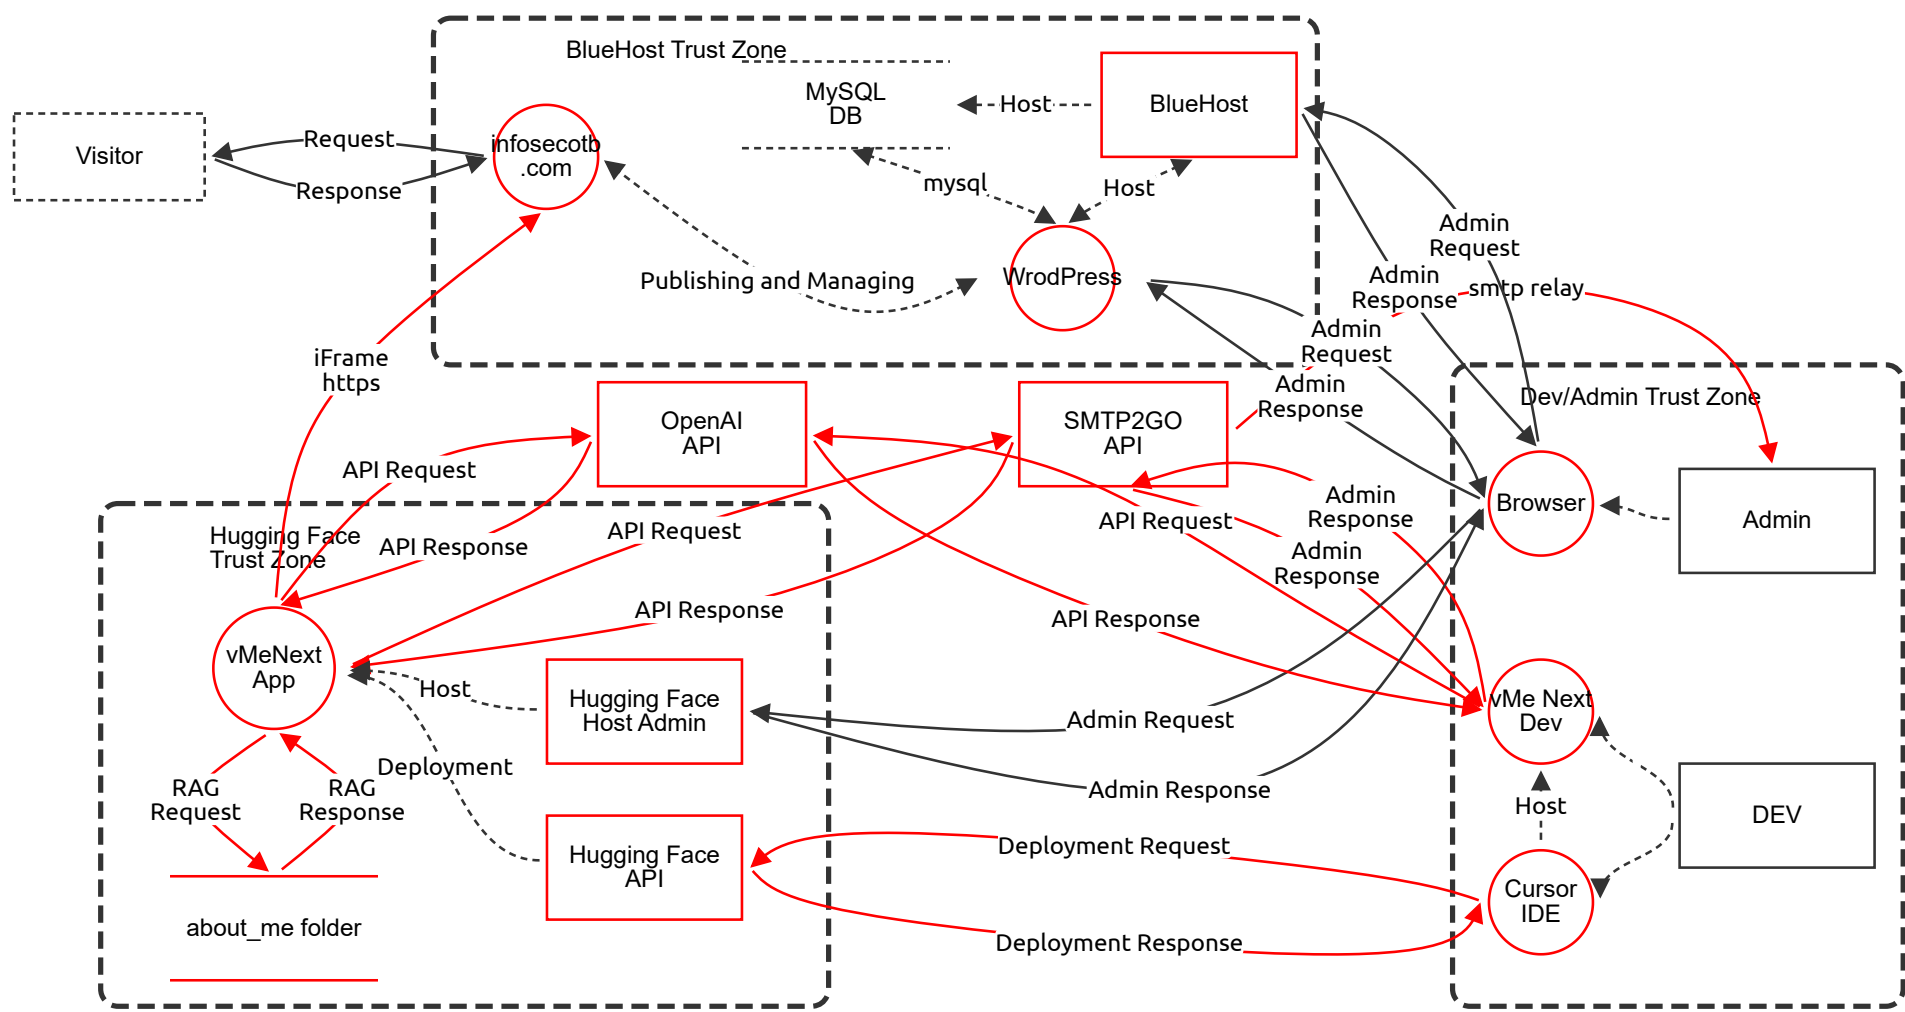 BlueHost Trust Zone
MySQL
DB
Host
BlueHost
Visitor
Request
Response
infosecotb
.com
mysql
Host
Publishing and Managing
WrodPress
Admin
Request
Admin
Response
smtp relay
Admin
Request
Admin
Response
iFrame
https
OpenAI
API
SMTP2GO
API
Dev/Admin Trust Zone
API Request
Admin
Response
Browser
Admin
Hugging Face
Trust Zone
API Response
API Request
API Request
Admin
Response
API Response
API Response
vMeNext
App
Host
Hugging Face
Host Admin
Admin Request
vMe Next
Dev
Deployment
Admin Response
RAG
Request
RAG
Response
Host
DEV
Hugging Face
API
Deployment Request
Cursor
IDE
about_me folder
Deployment Response